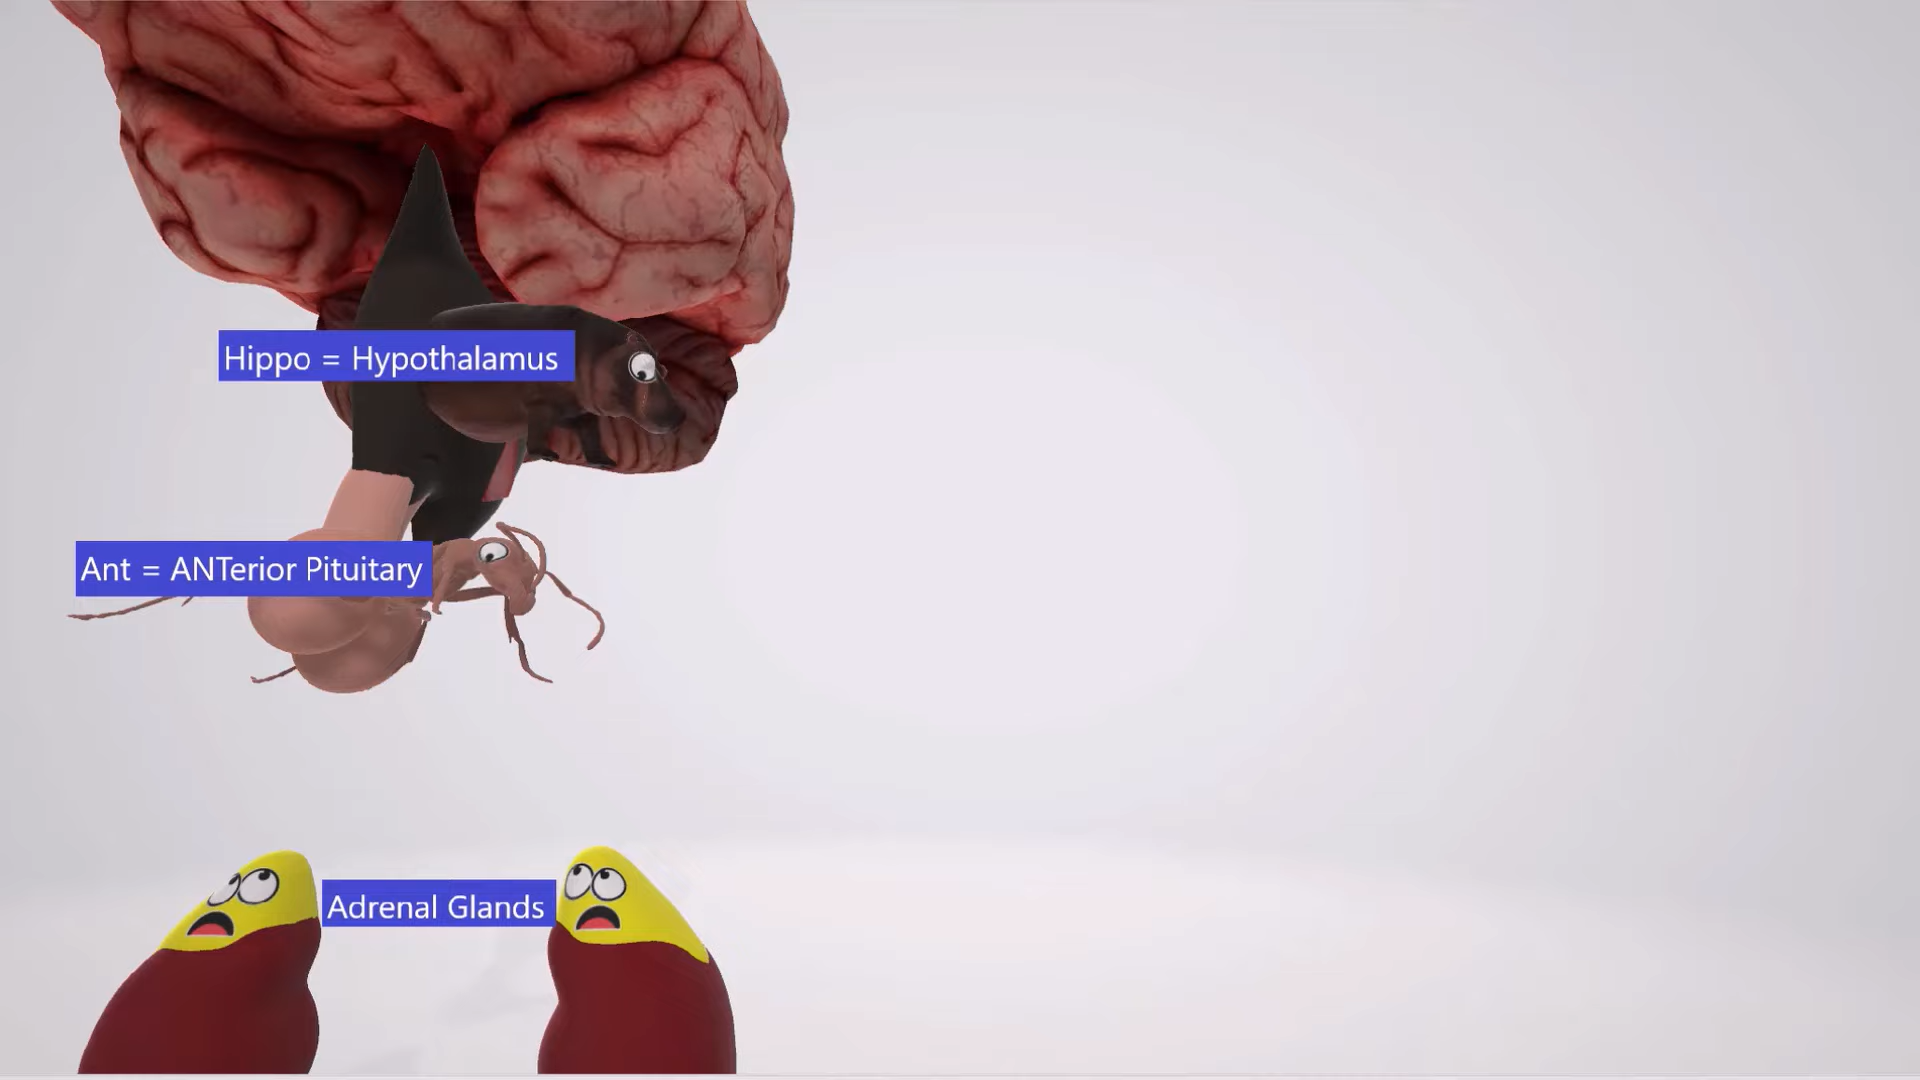 Hippo = Hypothalamus
Ant = ANTerior Pituitary
Adrenal Glands